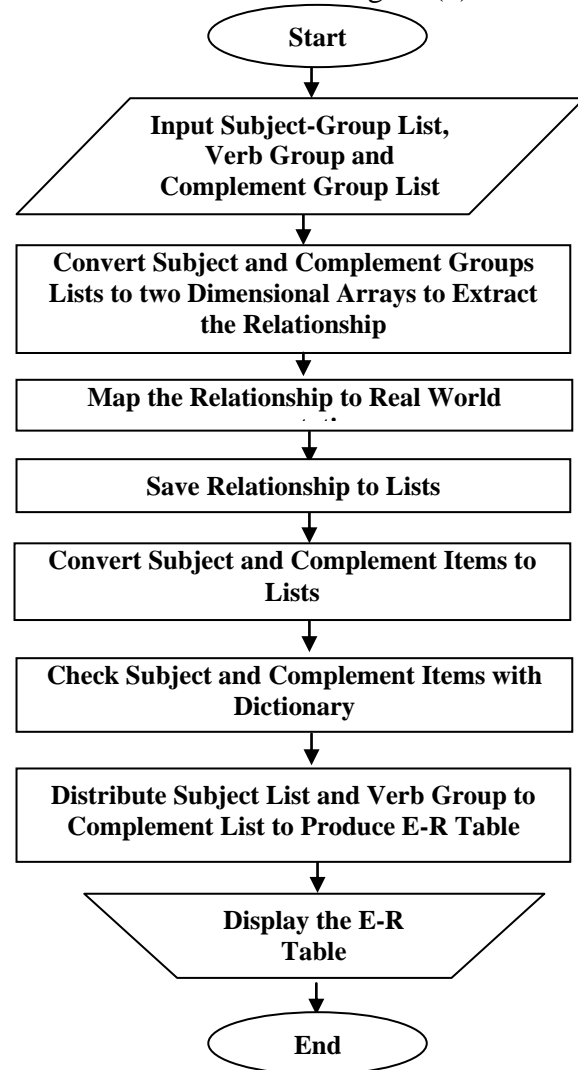 Start
Input Subject-Group List,
Verb Group and
Complement Group List
Convert Subject and Complement Groups
Lists to two Dimensional Arrays to Extract
the Relationship
Map the Relationship to Real World
Save Relationship to Lists
Convert Subject and Complement Items to
Lists
Check Subject and Complement Items with
Dictionary
Distribute Subject List and Verb Group to
Complement List to Produce E-R Table
Display the E-R
Table
End